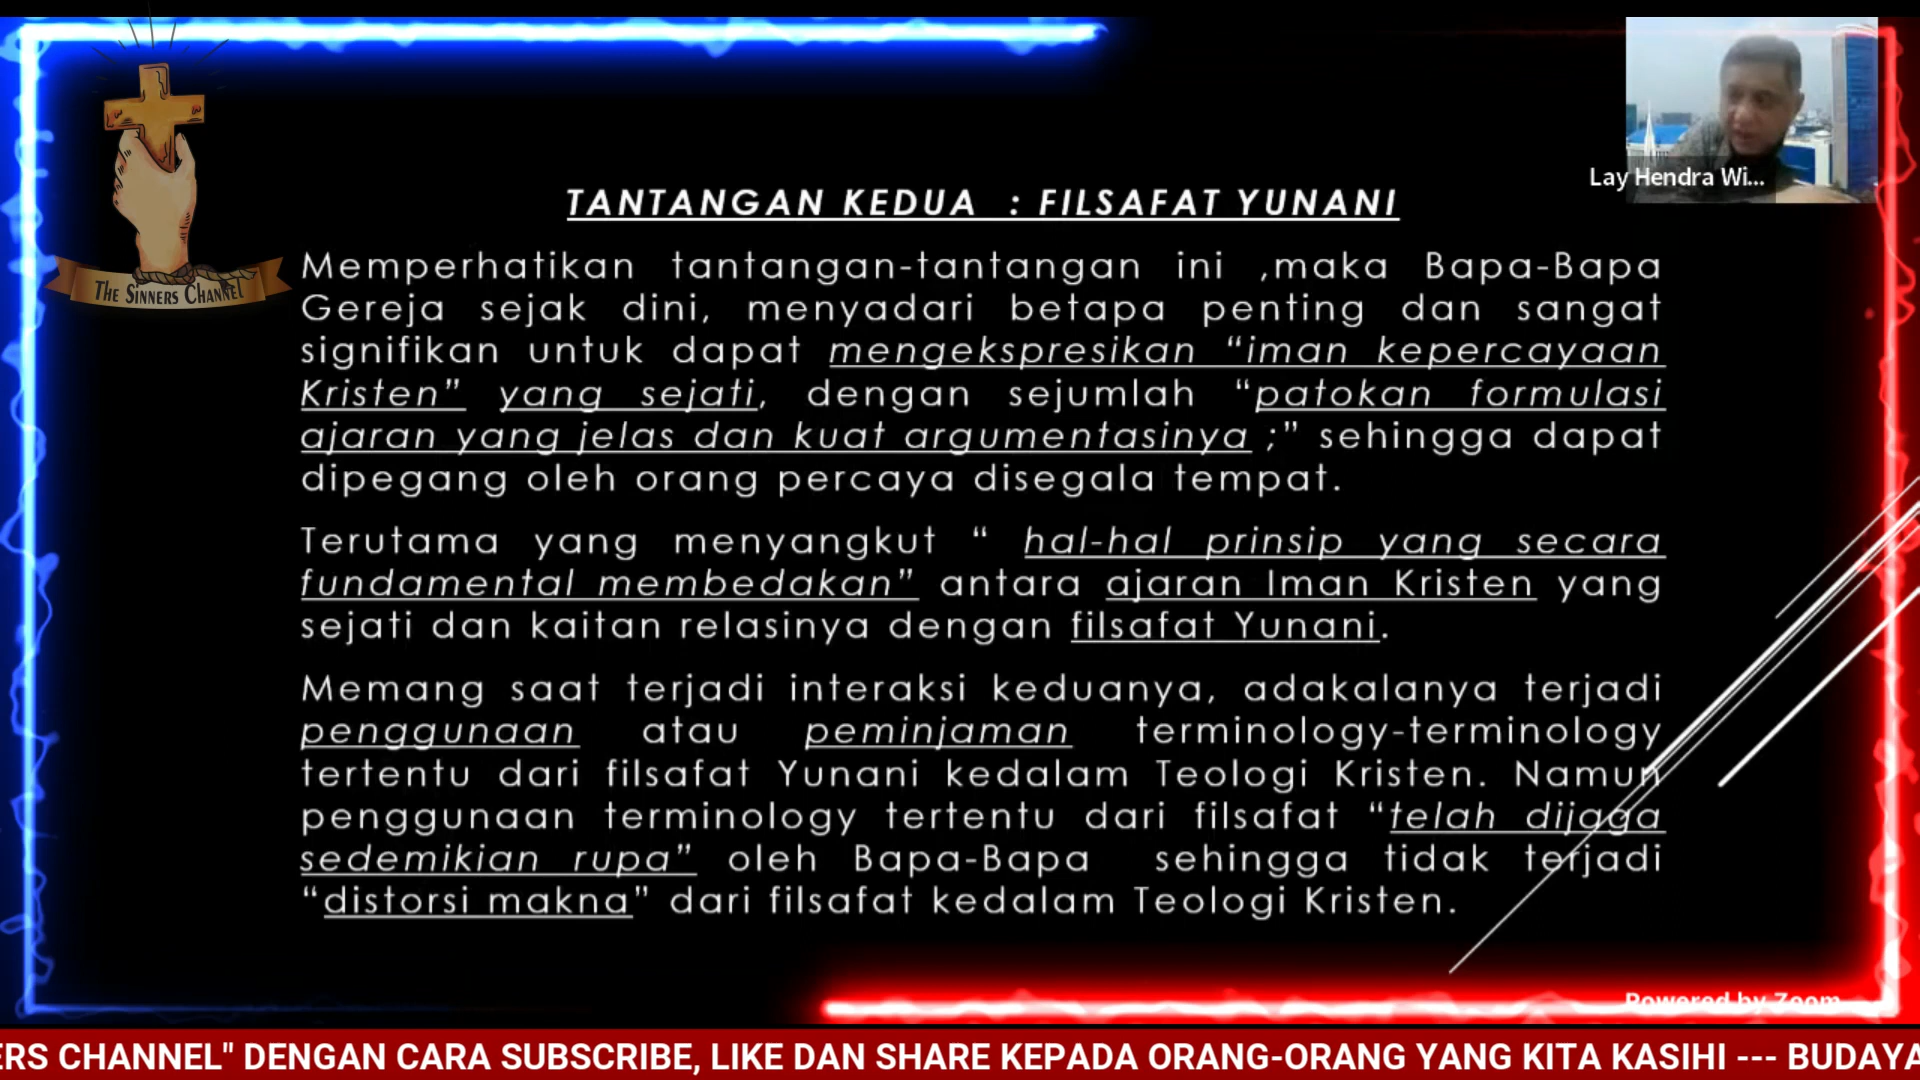 THE SINNERS CHANNEL
Lay Hendra Wi...
TANTANGAN KEDUA : FILSAFAT YUNANI
Memperhatikan tantangan-tantangan ini ,maka Bapa-Bapa
Gereja sejak dini, menyadari betapa penting dan sangat
signifikan untuk dapat mengekspresikan “iman kepercayaan
Kristen” yang sejati, dengan sejumlah “patokan formulasi
ajaran yang jelas dan kuat argumentasinya ;” sehingga dapat
dipegang oleh orang percaya disegala tempat.
Terutama yang menyangkut “ hal-hal prinsip yang secara
fundamental membedakan” antara ajaran Iman Kristen yang
sejati dan kaitan relasinya dengan filsafat Yunani.
Memang saat terjadi interaksi keduanya, adakalanya terjadi
penggunaan atau peminjaman terminology-terminology
tertentu dari filsafat Yunani kedalam Teologi Kristen. Namun
penggunaan terminology tertentu dari filsafat “telah dijaga
sedemikian rupa” oleh Bapa-Bapa sehingga tidak terjadi
“distorsi makna” dari filsafat kedalam Teologi Kristen.
Powered by Zoom
ERS CHANNEL" DENGAN CARA SUBSCRIBE, LIKE DAN SHARE KEPADA ORANG-ORANG YANG KITA KASIHI --- BUDAYA